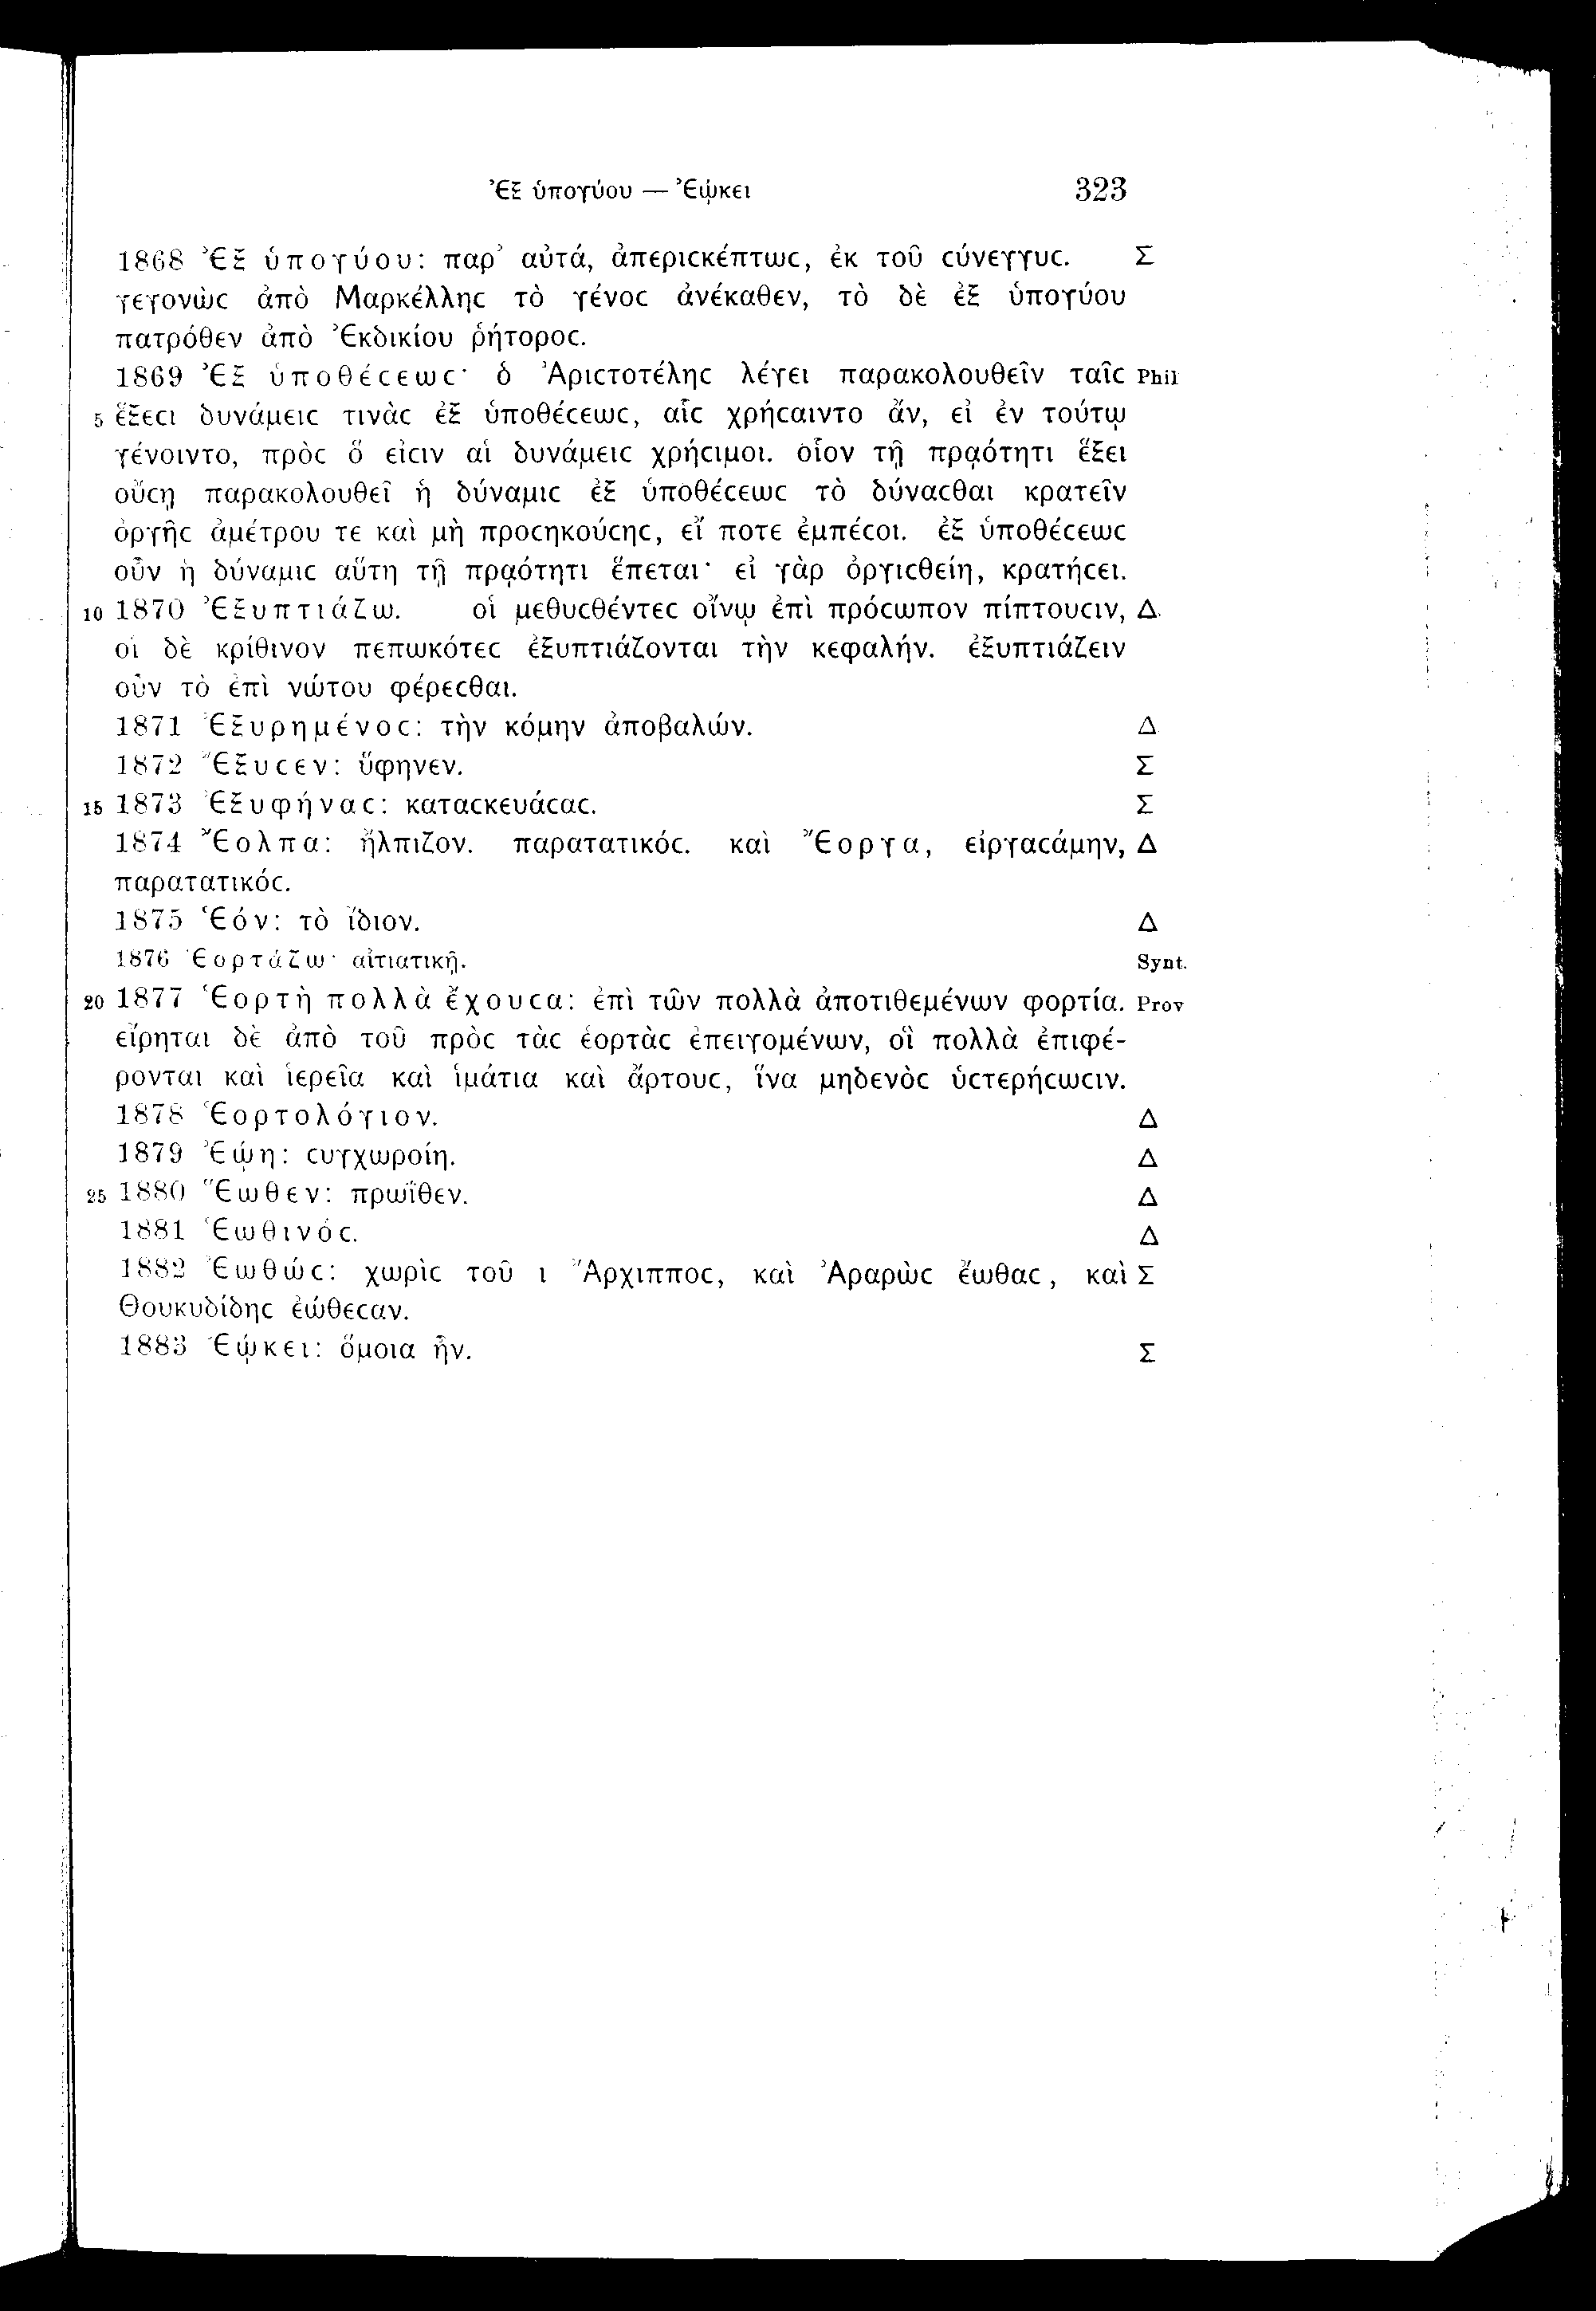 Ἐξ ὑπογύου — Ἐῴκει 323
1868 Ἐξ ὑπογύου: παρ’ αὐτά, ἀπεριϲκέπτωϲ, ἐκ τοῦ ϲύνεγγυϲ. Σ
γεγονὼϲ ἀπὸ Μαρκέλληϲ τὸ γένοϲ ἀνέκαθεν, τὸ δὲ ἐξ ὑπογύου
πατρόθεν ἀπὸ Ἐκδικίου ῥήτοροϲ.
1869 Ἐξ ὑποθέϲεωϲ· ὁ Ἀριϲτοτέληϲ λέγει παρακολουθεῖν ταῖϲ Phil
5 ἕξεϲι δυνάμειϲ τινὰϲ ἐξ ὑποθέϲεωϲ, αἷϲ χρήϲαιντο ἄν, εἰ ἐν τούτῳ
γένοιντο, πρὸϲ ὅ εἰϲιν αἱ δυνάμειϲ χρήϲιμοι. οἷον τῇ πρᾳότητι ἕξει
οὔϲῃ παρακολουθεῖ ἡ δύναμιϲ ἐξ ὑποθέϲεωϲ τὸ δύναϲθαι κρατεῖν
ὀργῆϲ ἀμέτρου τε καὶ μὴ προϲηκούϲηϲ, εἴ ποτε ἐμπέϲοι. ἐξ ὑποθέϲεωϲ
οὖν ἡ δύναμιϲ αὕτη τῇ πρᾳότητι ἕπεται· εἰ γὰρ ὀργιϲθείη, κρατήϲει.
10 1870 Ἐξυπτιάζω. οἱ μεθυϲθέντεϲ οἴνῳ ἐπὶ πρόϲωπον πίπτουϲιν, Δ
οἱ δὲ κρίθινον πεπωκότεϲ ἐξυπτιάζονται τὴν κεφαλήν. ἐξυπτιάζειν
οὖν τὸ ἐπὶ νώτου φέρεϲθαι.
1871 Ἐξυρημένοϲ: τὴν κόμην ἀποβαλών. Δ
1872 Ἔξυϲεν: ὕφηνεν. Σ
15 1873 Ἐξυφήναϲ: καταϲκευάϲαϲ. Σ
1874 Ἔολπα: ἤλπιζον. παρατατικόϲ. καὶ Ἔοργα, εἰργαϲάμην, Δ
παρατατικόϲ.
1875 Ἑόν: τὸ ἴδιον. Δ
1876 Ἑορτάζω· αἰτιατικῇ. Synt.
20 1877 Ἑορτὴ πολλὰ ἔχουϲα: ἐπὶ τῶν πολλὰ ἀποτιθεμένων φορτία. Prov
εἴρηται δὲ ἀπὸ τοῦ πρὸϲ τὰϲ ἑορτὰϲ ἐπειγομένων, οἳ πολλὰ ἐπιφέ-
ρονται καὶ ἱερεῖα καὶ ἱμάτια καὶ ἄρτουϲ, ἵνα μηδενὸϲ ὑϲτερήϲωϲιν.
1878 Ἑορτολόγιον. Δ
1879 Ἐῴη: ϲυγχωροίη. Δ
25 1880 Ἕωθεν: πρωΐθεν. Δ
1881 Ἑωθινόϲ. Δ
1882 Ἐωθώϲ: χωρὶϲ τοῦ ι Ἄρχιπποϲ, καὶ Ἀραρὼϲ ἔωθαϲ, καὶ Σ
Θουκυδίδηϲ ἐώθεϲαν.
1883 Ἐῴκει: ὅμοια ἦν. Σ